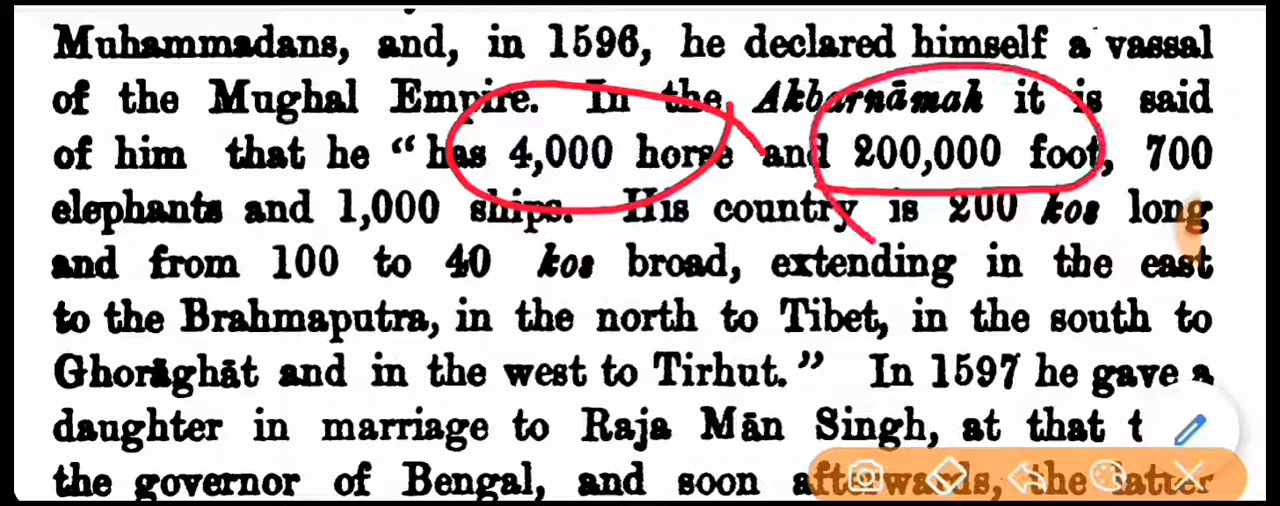 Muhammadans, and, in 1596, he declared himself a vassal
of the Mughal Empire. In the Akbarnāmah it is said
of him that he “has 4,000 horse and 200,000 foot, 700
elephants and 1,000 ships. His country is 200 kos long
and from 100 to 40 kos broad, extending in the east
to the Brahmaputra, in the north to Tibet, in the south to
Ghorāghāt and in the west to Tirhut.” In 1597 he gave a
daughter in marriage to Raja Mān Singh, at that t
the governor of Bengal, and soon afterwards, the latter